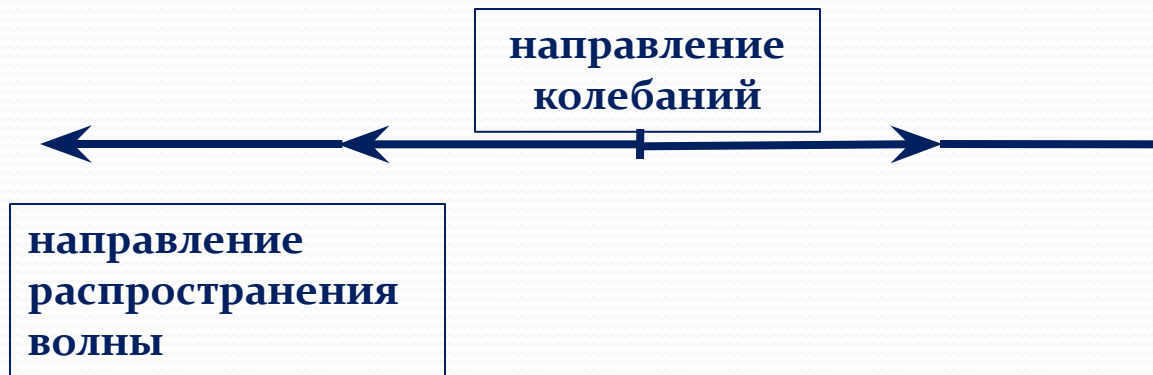 направление
колебаний
направление
распространения
волны